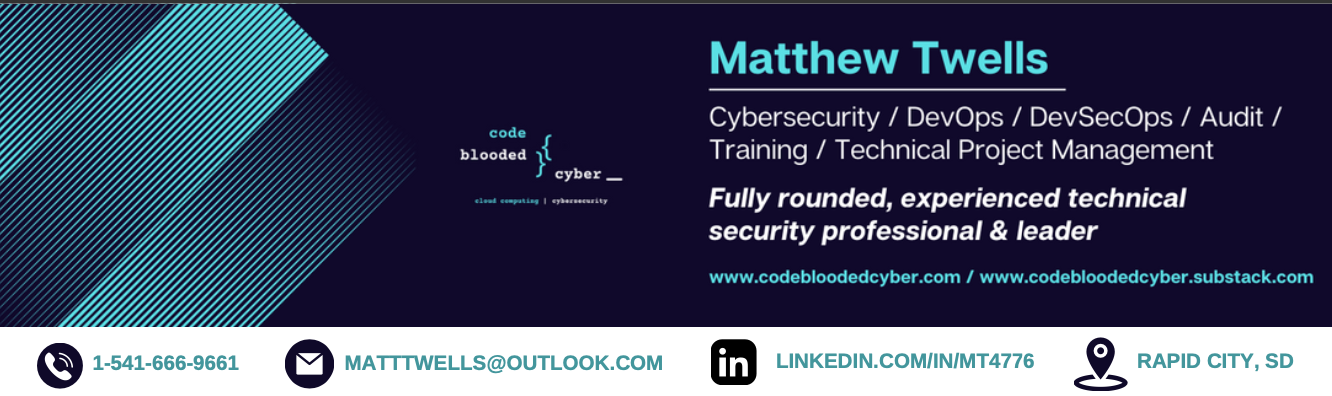 Matthew Twells
Cybersecurity / DevOps / DevSecOps / Audit /
Training / Technical Project Management
Fully rounded, experienced technical
security professional & leader
www.codebloodedcyber.com / www.codebloodedcyber.substack.com
code {
blooded }
cyber __
cloud computing | cybersecurity
1-541-666-9661
MATTTWELLS@OUTLOOK.COM
in
LINKEDIN.COM/IN/MT4776
RAPID CITY, SD